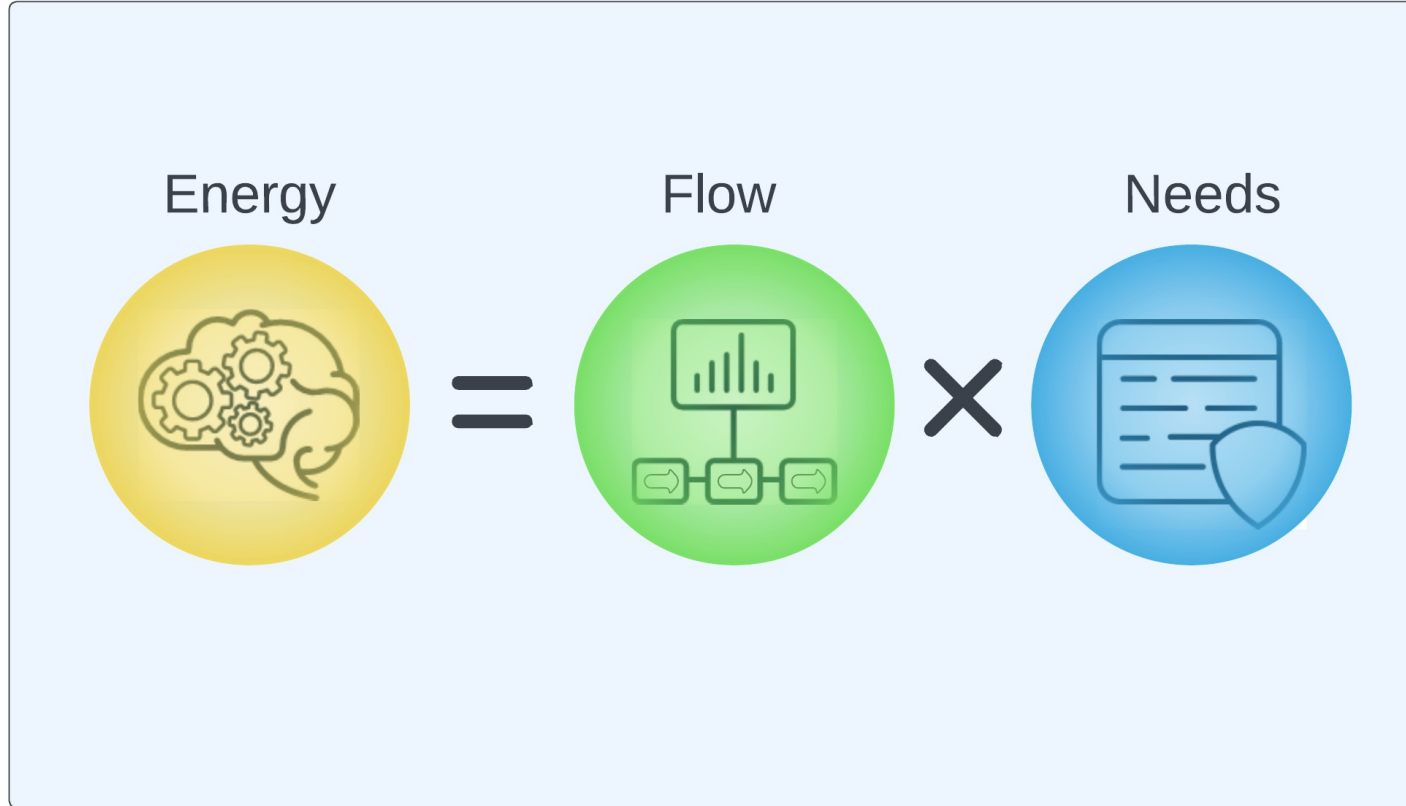 Energy
Flow
Needs
=
×